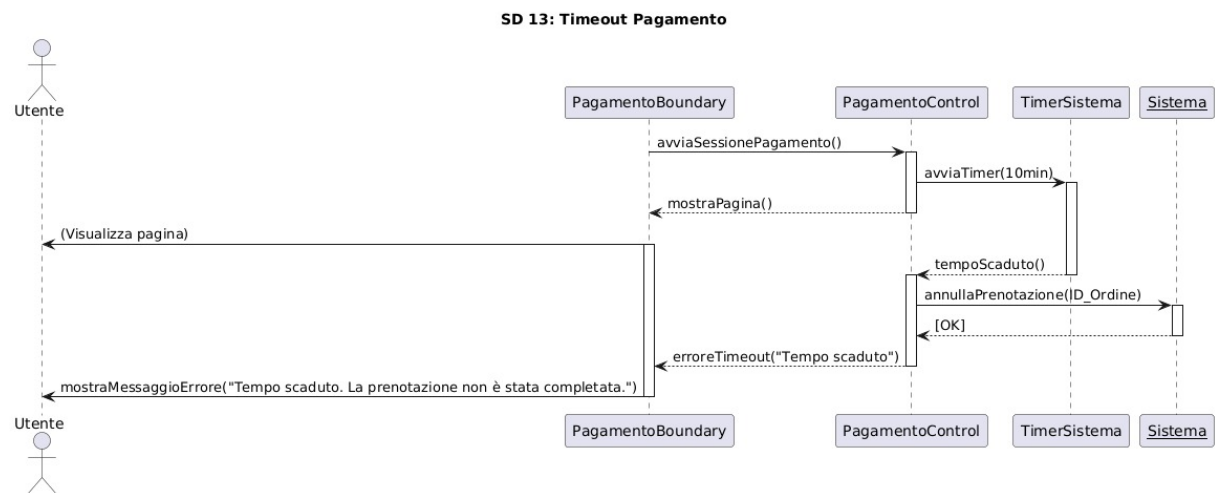 SD 13: Timeout Pagamento
Utente
PagamentoBoundary
PagamentoControl
TimerSistema
Sistema
avviaSessionePagamento()
avviaTimer(10min)
mostraPagina()
(Visualizza pagina)
tempoScaduto()
annullaPrenotazione(ID_Ordine)
[OK]
erroreTimeout("Tempo scaduto")
mostraMessaggioErrore("Tempo scaduto. La prenotazione non è stata completata.")
Utente
PagamentoBoundary
PagamentoControl
TimerSistema
Sistema